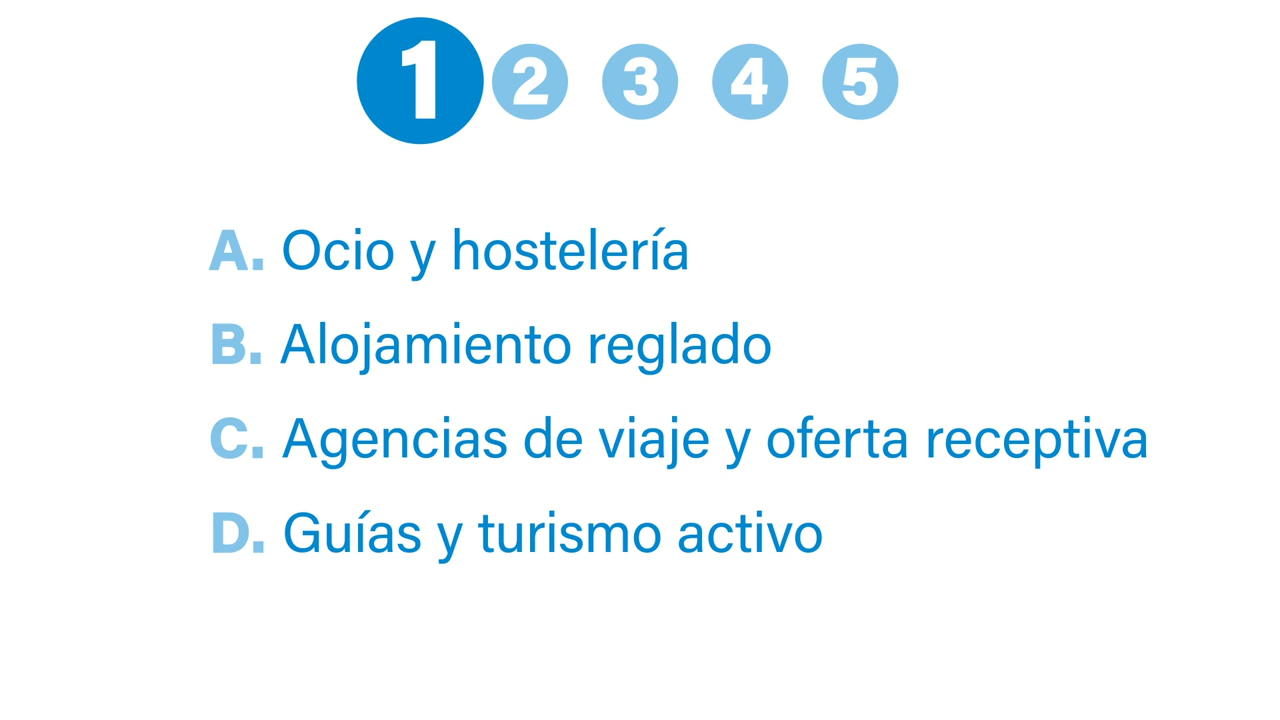 1 2 3 4 5
A. Ocio y hostelería
B. Alojamiento reglado
C. Agencias de viaje y oferta receptiva
D. Guías y turismo activo